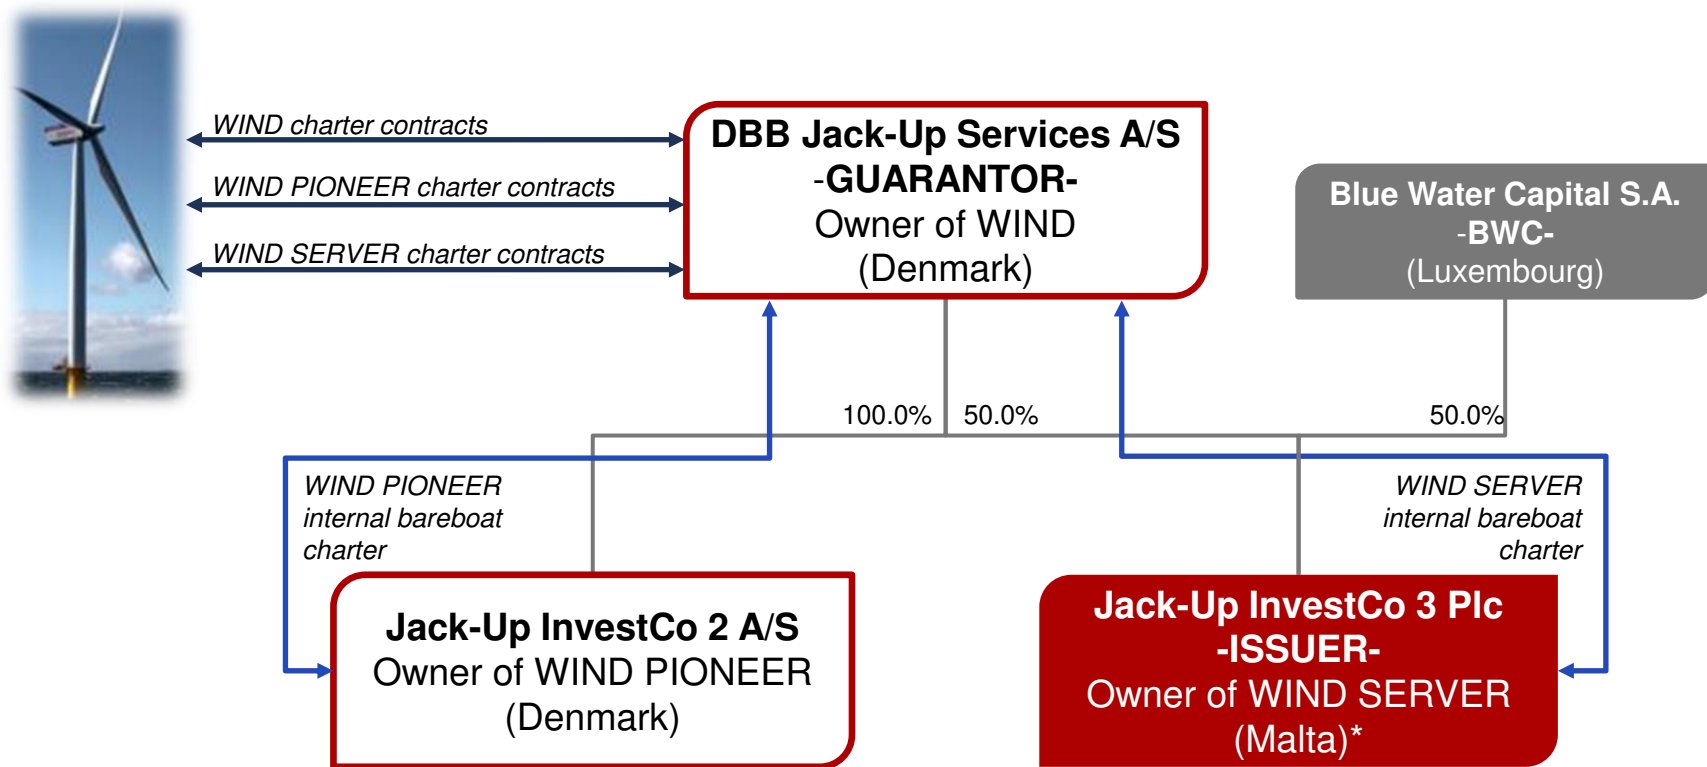 WIND charter contracts
WIND PIONEER charter contracts
WIND SERVER charter contracts
DBB Jack-Up Services A/S
-GUARANTOR-
Owner of WIND
(Denmark)
Blue Water Capital S.A.
-BWC-
(Luxembourg)
100.0%
50.0%
50.0%
WIND PIONEER
internal bareboat
charter
WIND SERVER
internal bareboat
charter
Jack-Up InvestCo 2 A/S
Owner of WIND PIONEER
(Denmark)
Jack-Up InvestCo 3 Plc
-ISSUER-
Owner of WIND SERVER
(Malta)*